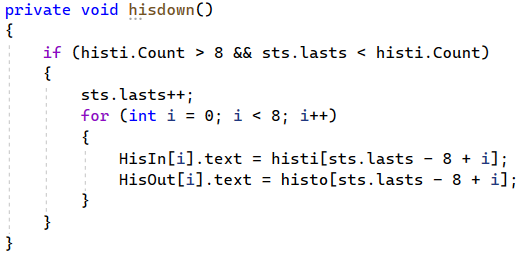 private void hisdown()
{
    if (histi.Count > 8 && sts.lasts < histi.Count)
    {
        sts.lasts++;
        for (int i = 0; i < 8; i++)
        {
            HisIn[i].text = histi[sts.lasts - 8 + i];
            HisOut[i].text = histo[sts.lasts - 8 + i];
        }
    }
}